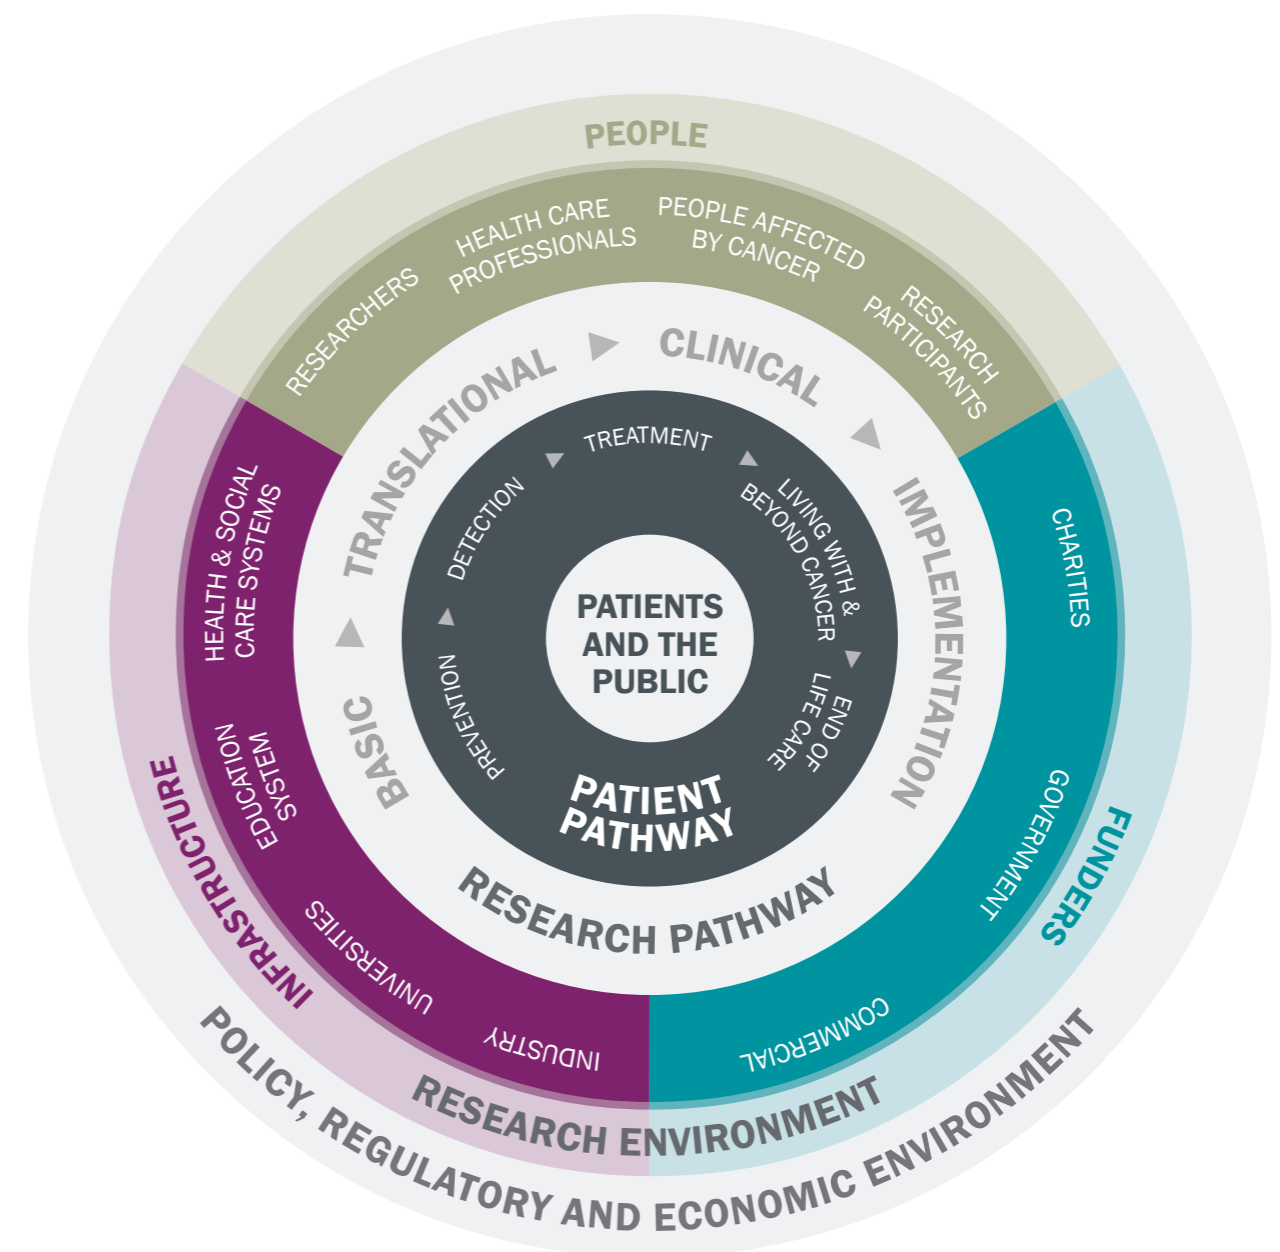 PEOPLE
RESEARCHERS
HEALTH CARE
PROFESSIONALS
PEOPLE AFFECTED
BY CANCER
RESEARCH
PARTICIPANTS
CHARITIES
GOVERNMENT
COMMERCIAL
FUNDERS
HEALTH & SOCIAL
CARE SYSTEMS
EDUCATION
SYSTEM
UNIVERSITIES
INDUSTRY
INFRASTRUCTURE
BASIC
TRANSLATIONAL
CLINICAL
IMPLEMENTATION
RESEARCH PATHWAY
PREVENTION
DETECTION
TREATMENT
LIVING WITH &
BEYOND CANCER
END OF
LIFE CARE
PATIENT
PATHWAY
PATIENTS
AND THE
PUBLIC
RESEARCH ENVIRONMENT
POLICY, REGULATORY AND ECONOMIC ENVIRONMENT